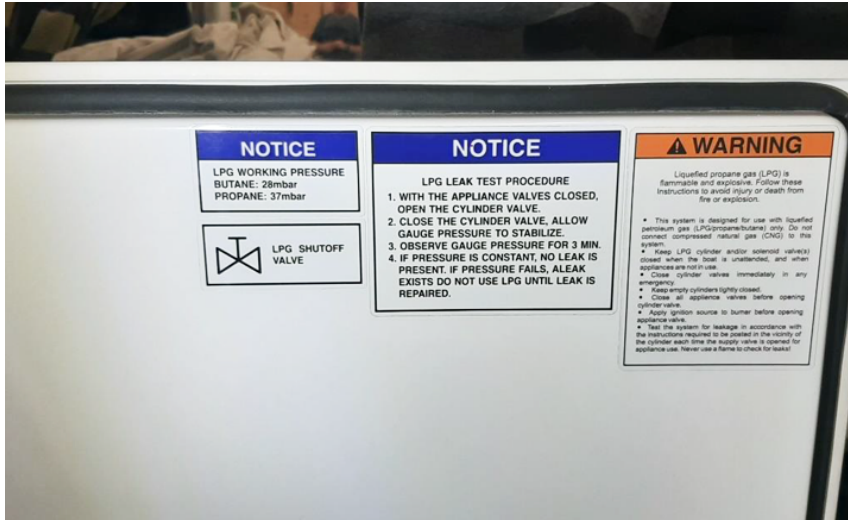 NOTICE
LPG WORKING PRESSURE
BUTANE: 28mbar
PROPANE: 37mbar
LPG SHUTOFF
VALVE
NOTICE
LPG LEAK TEST PROCEDURE
1. WITH THE APPLIANCE VALVES CLOSED,
OPEN THE CYLINDER VALVE.
2. CLOSE THE CYLINDER VALVE, ALLOW
GAUGE PRESSURE TO STABILIZE.
3. OBSERVE GAUGE PRESSURE FOR 3 MIN.
4. IF PRESSURE IS CONSTANT, NO LEAK IS
PRESENT. IF PRESSURE FAILS, ALEAK
EXISTS DO NOT USE LPG UNTIL LEAK IS
REPAIRED.
WARNING
Liquefied propane gas (LPG) is
flammable and explosive. Follow these
Instructions to avoid injury or death from
fire or explosion.
• This system is designed for use with liquefied
petroleum gas (LPG/propane/butane) only. Do not
connect compressed natural gas (CNG) to this
system.
• Keep LPG cylinder and/or solenoid valve(s)
closed when the boat is unattended, and when
appliances are not in use.
• Close cylinder valves immediately in any
emergency.
• Keep empty cylinders tightly closed.
• Close all appliance valves before opening
cylinder valve.
• Apply ignition source to burner before opening
appliance valve.
• Test the system for leakage in accordance with
the instructions required to be posted in the vicinity of
the cylinder each time the supply valve is opened for
appliance use. Never use a flame to check for leaks!